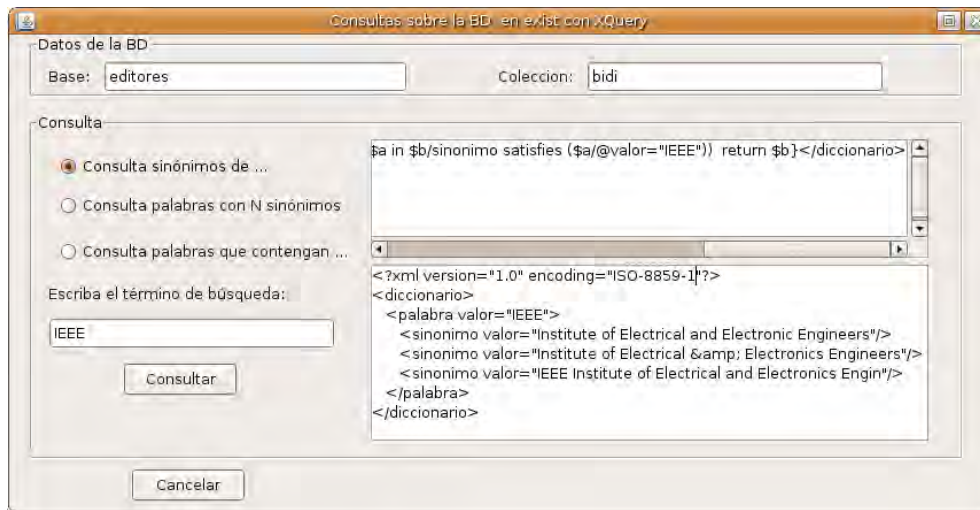 Consultas sobre la BD en exist con XQuery
Datos de la BD
Base: editores Coleccion: bidi
Consulta
Consulta sinónimos de ...
Consulta palabras con N sinónimos
Consulta palabras que contengan ...
Escriba el término de búsqueda:
IEEE
Consultar
$a in $b/sinonimo satisfies ($a/@valor="IEEE")) return $b}</diccionario>
<?xml version="1.0" encoding="ISO-8859-1"?>
<diccionario>
<palabra valor="IEEE">
<sinonimo valor="Institute of Electrical and Electronic Engineers"/>
<sinonimo valor="Institute of Electrical &amp; Electronics Engineers"/>
<sinonimo valor="IEEE Institute of Electrical and Electronics Engin"/>
</palabra>
</diccionario>
Cancelar